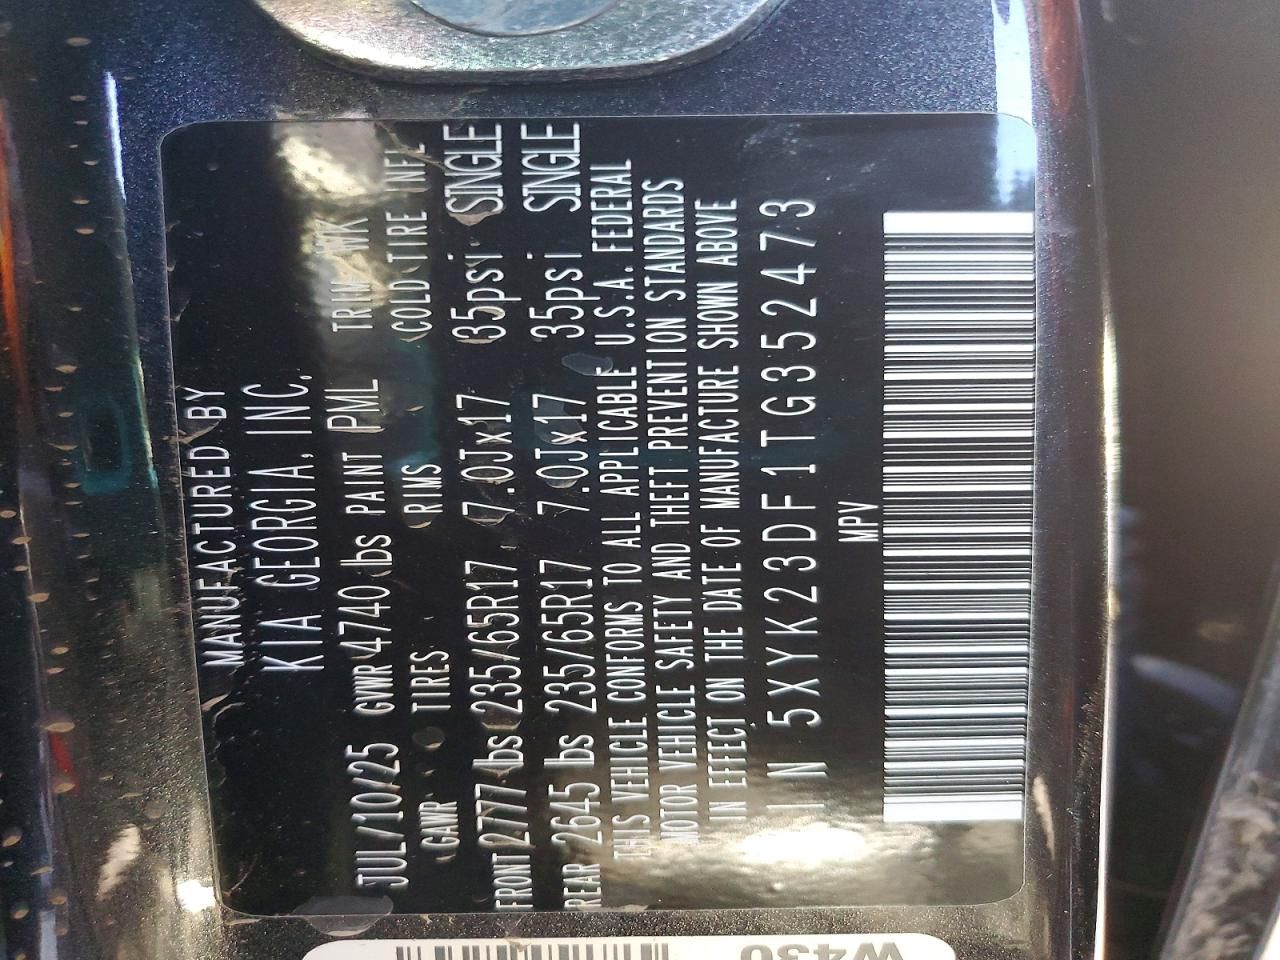 MANUFACTURED BY
KIA GEORGIA, INC.
JUL/10/25 GVWR 4740 lbs PAINT PML TRIM WK
GAWR TIRES RIMS COLD TIRE INFL
FRONT 2777 lbs 235/65R17 7.0Jx17 35psi SINGLE
REAR 2645 lbs 235/65R17 7.0Jx17 35psi SINGLE
THIS VEHICLE CONFORMS TO ALL APPLICABLE U.S.A. FEDERAL
MOTOR VEHICLE SAFETY AND THEFT PREVENTION STANDARDS
IN EFFECT ON THE DATE OF MANUFACTURE SHOWN ABOVE
1N 5XYK23DF1TG352473
MPV
W430